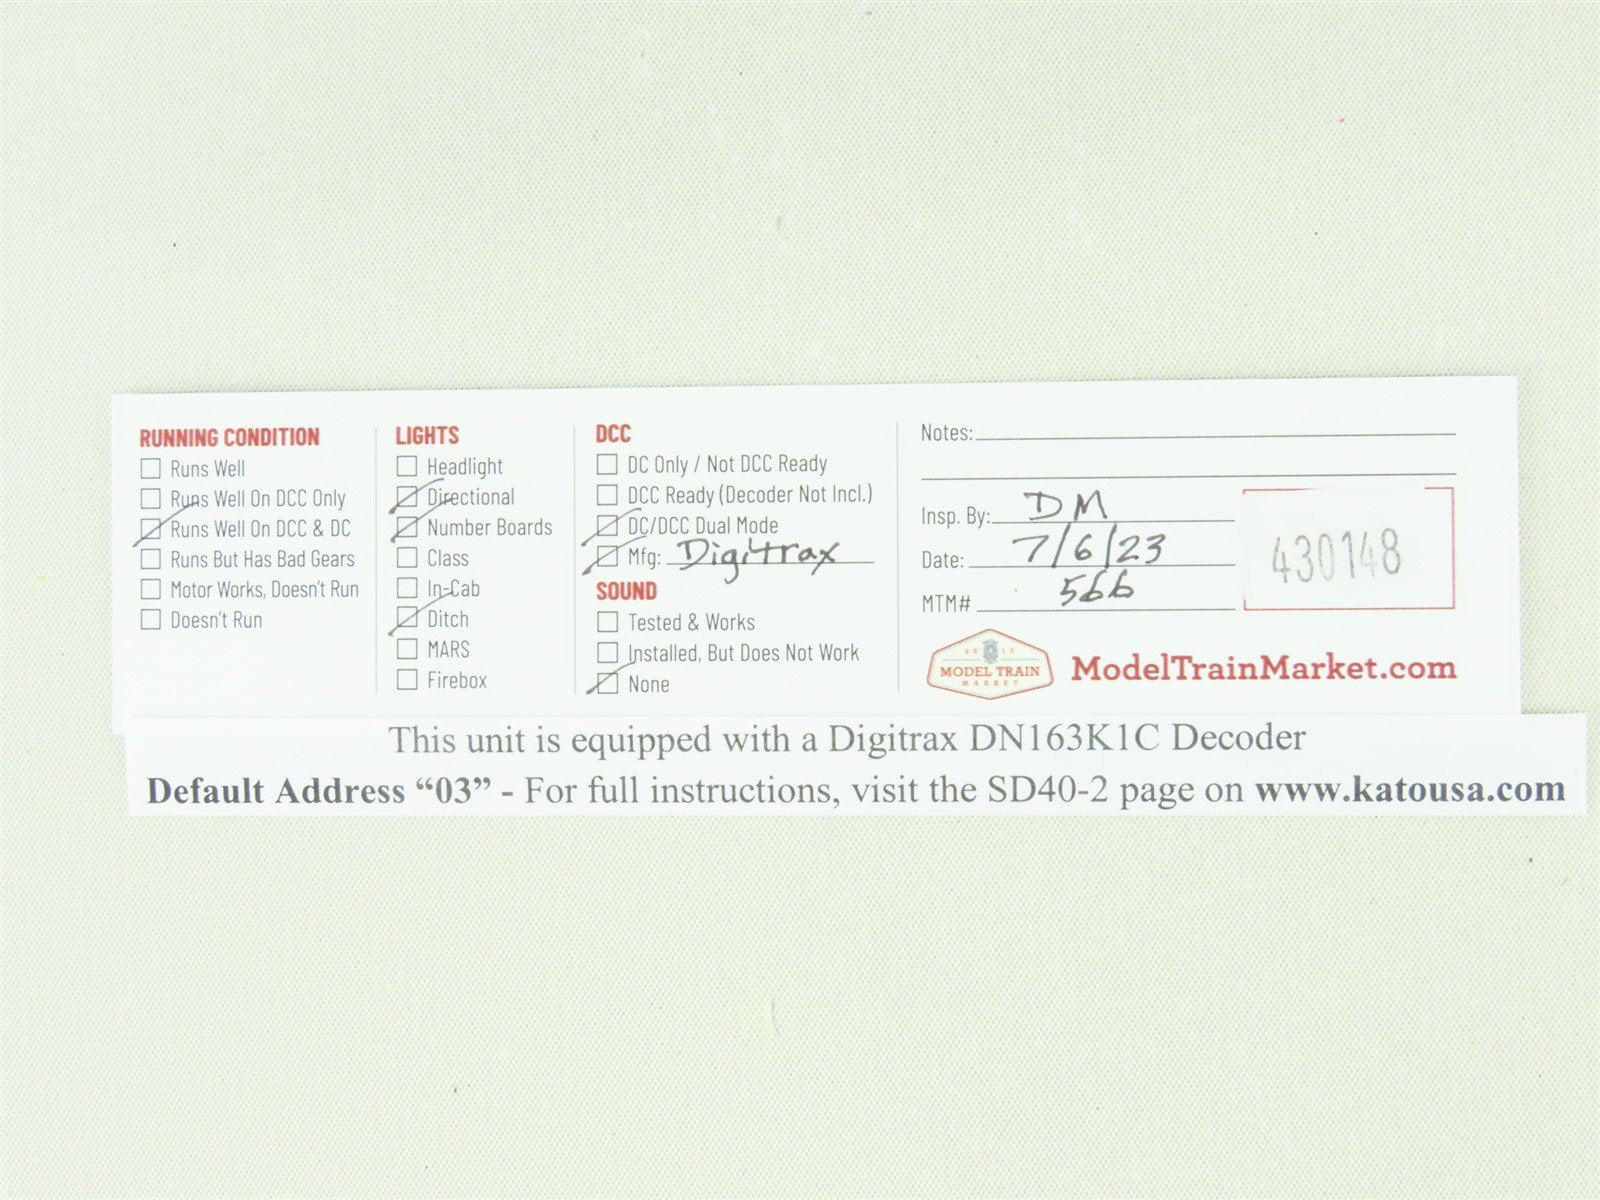 RUNNING CONDITION
Runs Well
Runs Well On DCC Only
Runs Well On DCC & DC
Runs But Has Bad Gears
Motor Works, Doesn't Run
Doesn't Run
LIGHTS
Headlight
Directional
Number Boards
Class
In-Cab
Ditch
MARS
Firebox
DCC
DC Only / Not DCC Ready
DCC Ready (Decoder Not Incl.)
DC/DCC Dual Mode
Mfg: Digitrax
SOUND
Tested & Works
Installed, But Does Not Work
None
Notes:
Insp. By: DM
Date: 7/6/23
MTM# 566
430148
2015
MODEL TRAIN
MARKET
ModelTrainMarket.com
This unit is equipped with a Digitrax DN163K1C Decoder
Default Address “03” - For full instructions, visit the SD40-2 page on www.katousa.com